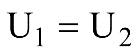 U₁ = U₂